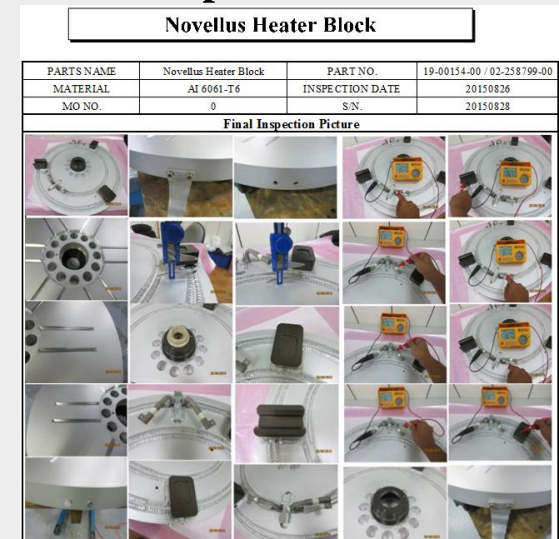 Novellus Heater Block
PARTS NAME Novellus Heater Block PART NO. 19-00154-00 / 02-258799-00
MATERIAL AI 6061-T6 INSPECTION DATE 20150826
MO NO. 0 S/N. 20150828
Final Inspection Picture